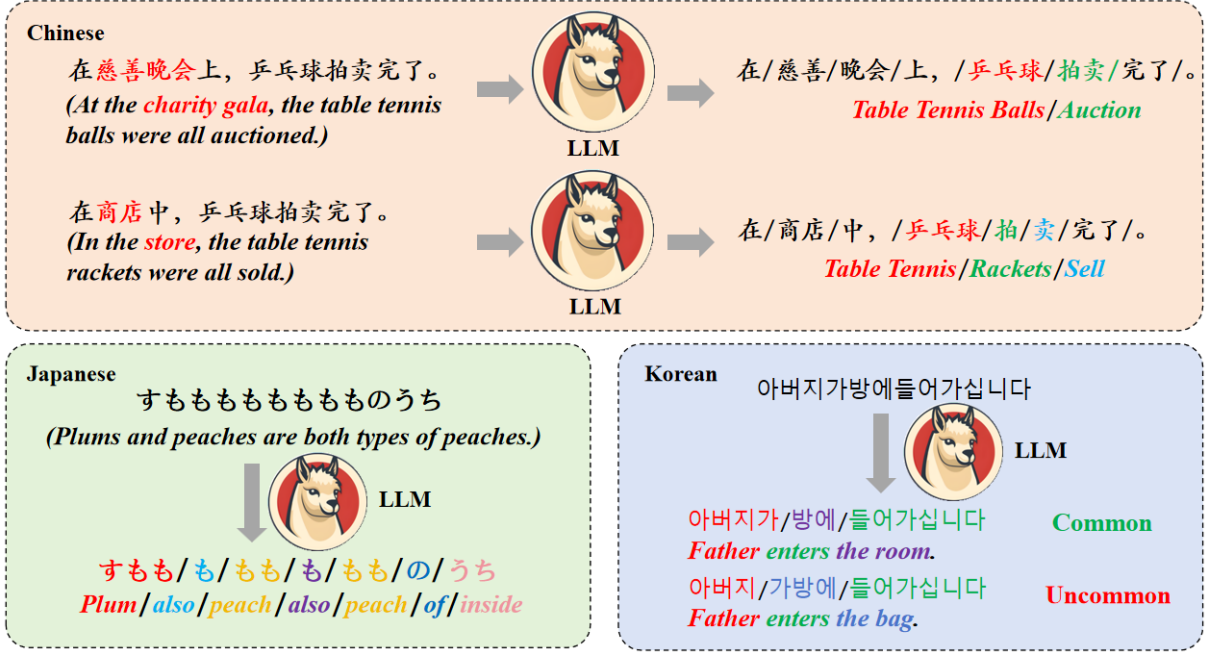 Chinese
在慈善晚会上，乒乓球拍卖完了。
(At the charity gala, the table tennis
balls were all auctioned.)
LLM
在/慈善/晚会/上，/乒乓球/拍卖/完了/。
Table Tennis Balls/Auction
在商店中，乒乓球拍卖完了。
(In the store, the table tennis
rackets were all sold.)
LLM
在/商店/中，/乒乓球/拍/卖/完了/。
Table Tennis/Rackets/Sell
Japanese
すもももももももものうち
(Plums and peaches are both types of peaches.)
LLM
すもも/も/もも/も/もも/の/うち
Plum/also/peach/also/peach/of/inside
Korean
아버지가방에들어가십니다
LLM
아버지가/방에/들어가십니다 Common
Father enters the room.
아버지/가방에/들어가십니다 Uncommon
Father enters the bag.